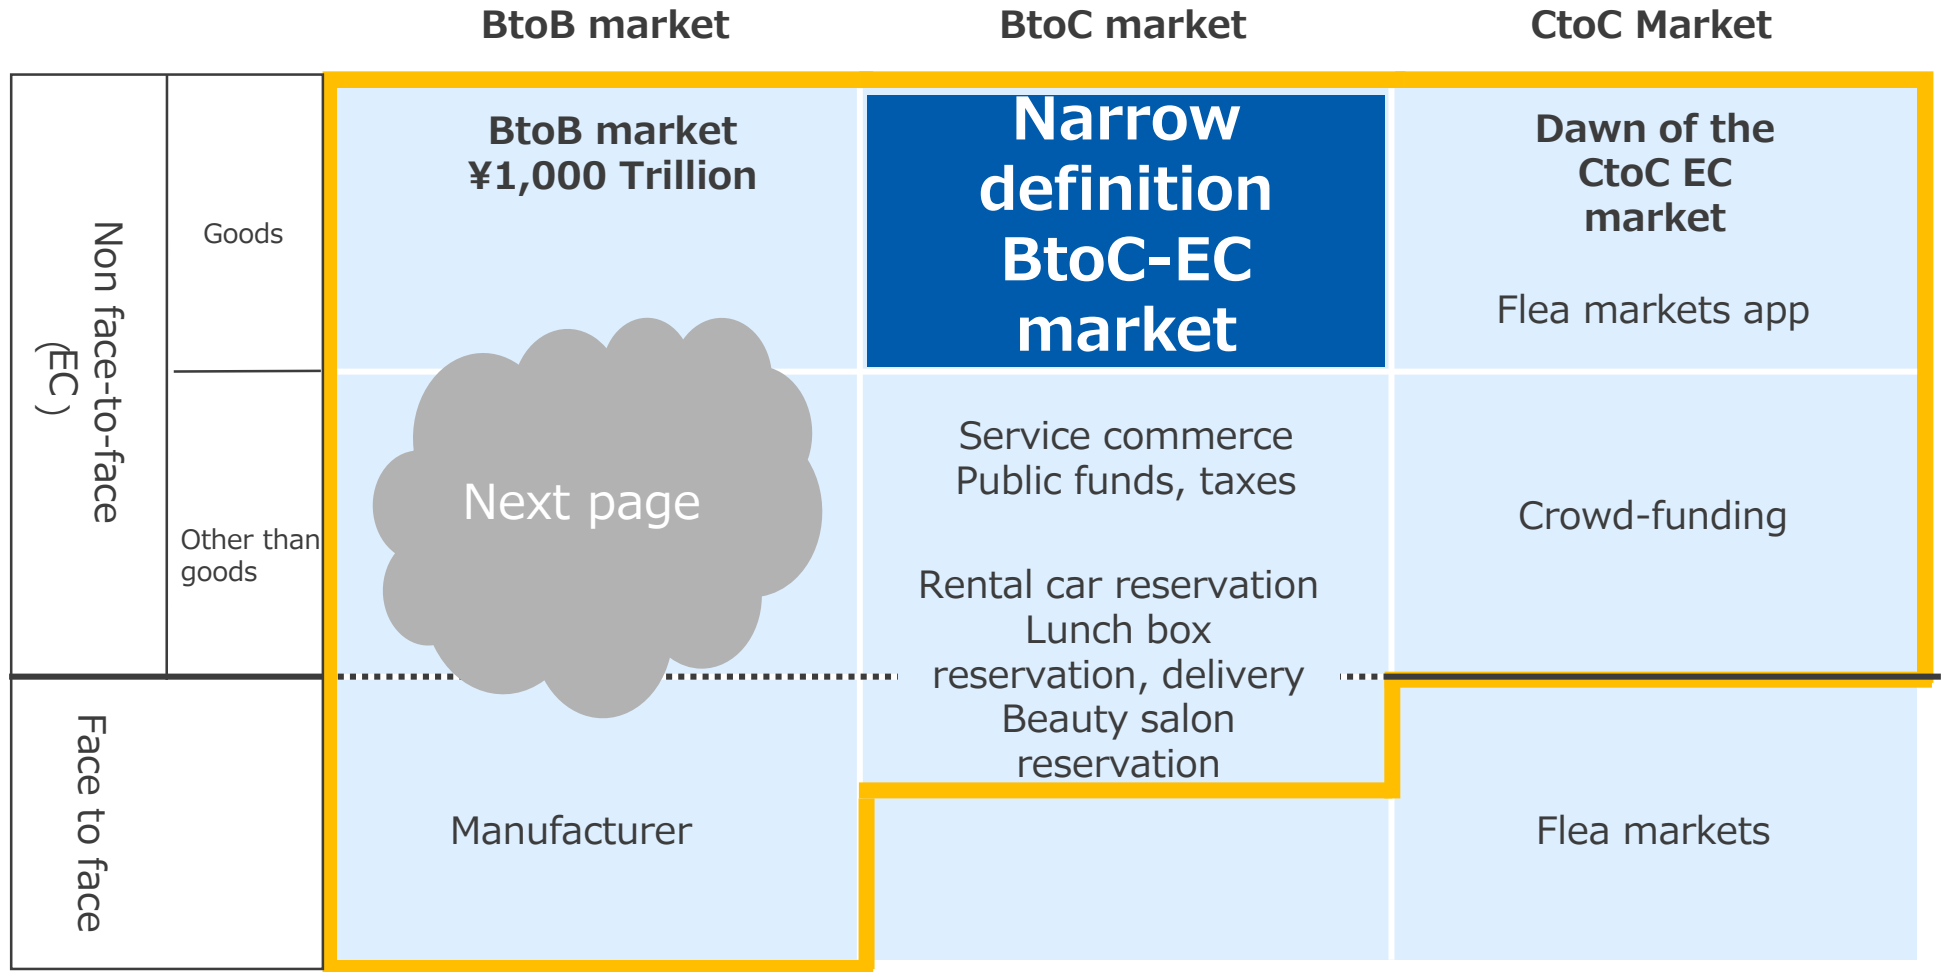 BtoB market
BtoC market
CtoC Market
Non face-to-face
(EC)
Goods
BtoB market
¥1,000 Trillion
Narrow
definition
BtoC-EC
market
Dawn of the
CtoC EC
market
Flea markets app
Other than
goods
Next page
Service commerce
Public funds, taxes
Rental car reservation
Lunch box
reservation, delivery
Beauty salon
reservation
Crowd-funding
Face to face
Manufacturer
Flea markets